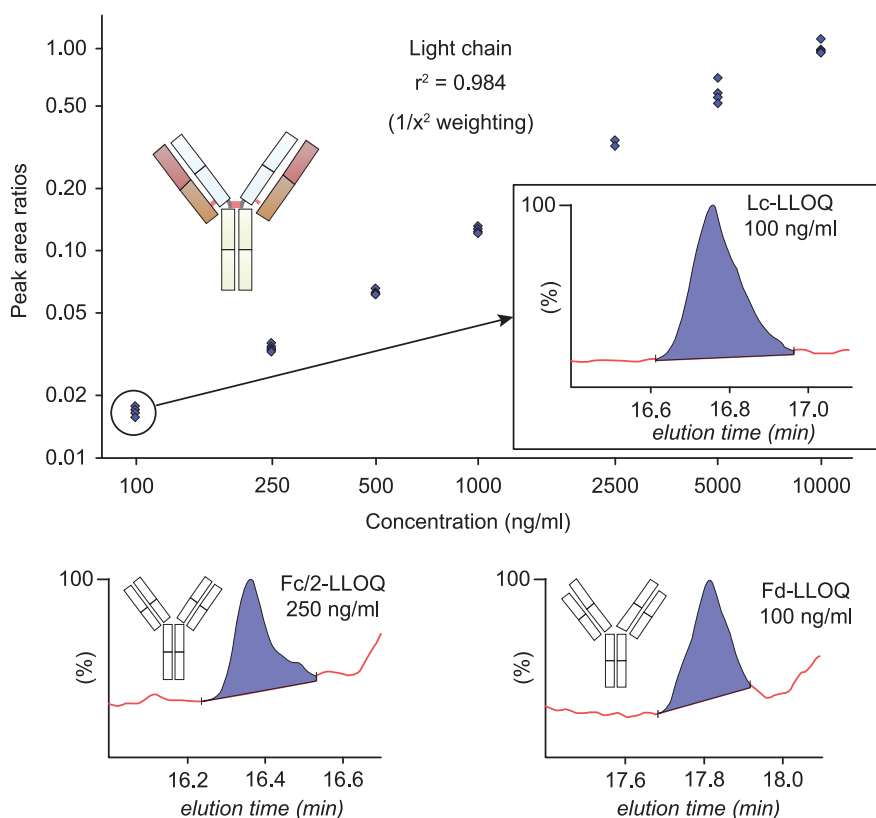 1.00
0.50
0.20
0.10
0.05
0.02
0.01
Peak area ratios
Light chain
r² = 0.984
(1/x² weighting)
100
250
500
1000
2500
5000
10000
Concentration (ng/ml)
Lc-LLOQ
100 ng/ml
100
(%)
16.6
16.8
17.0
elution time (min)
Fc/2-LLOQ
250 ng/ml
100
(%)
16.2
16.4
16.6
elution time (min)
Fd-LLOQ
100 ng/ml
100
(%)
17.6
17.8
18.0
elution time (min)